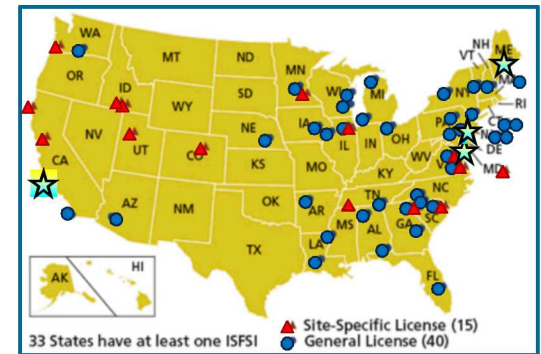 WA
MT
ND
MN
VT
NH
ME
OR
ID
SD
WI
MI
NY
MA
RI
WY
IA
PA
CT
NV
UT
NE
IL
IN
OH
DE
CA
CO
KS
MO
WV
MD
KY
AZ
NM
OK
AR
TN
NC
SC
MS
AL
GA
TX
LA
FL
AK
HI
33 States have at least one ISFSI
Site-Specific License (15)
General License (40)